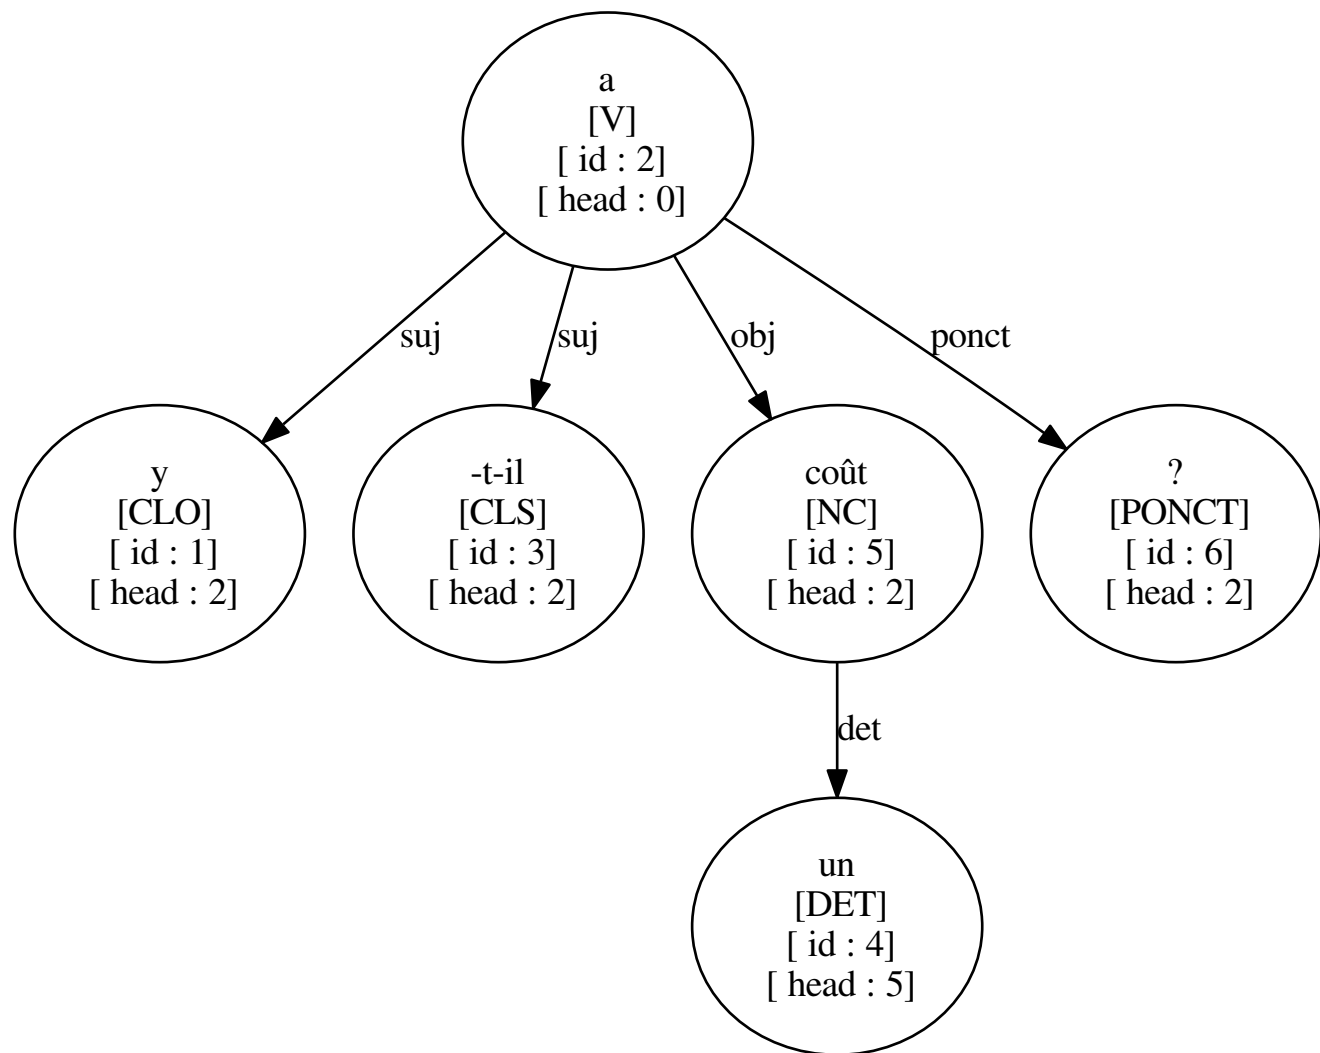 a
[V]
[ id : 2]
[ head : 0]
suj
suj
obj
ponct
y
[CLO]
[ id : 1]
[ head : 2]
-t-il
[CLS]
[ id : 3]
[ head : 2]
coût
[NC]
[ id : 5]
[ head : 2]
?
[PONCT]
[ id : 6]
[ head : 2]
det
un
[DET]
[ id : 4]
[ head : 5]